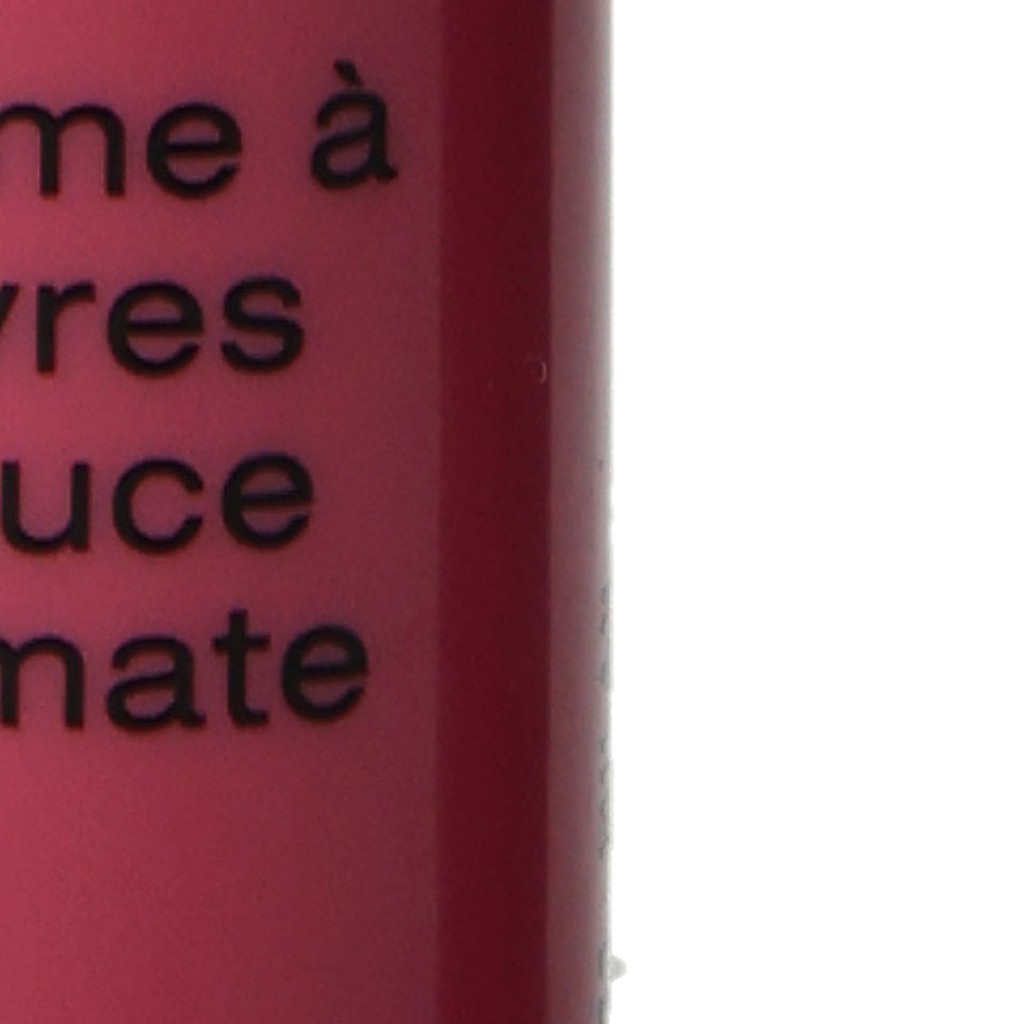 me à
vres
uce
mate